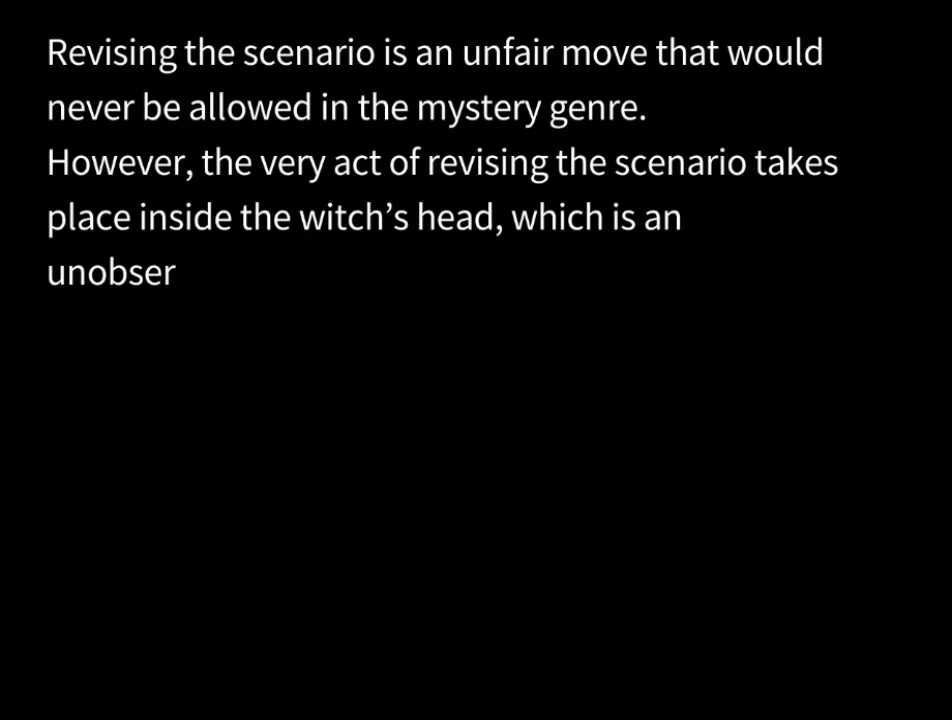 Revising the scenario is an unfair move that would
never be allowed in the mystery genre.
However, the very act of revising the scenario takes
place inside the witch’s head, which is an
unobser